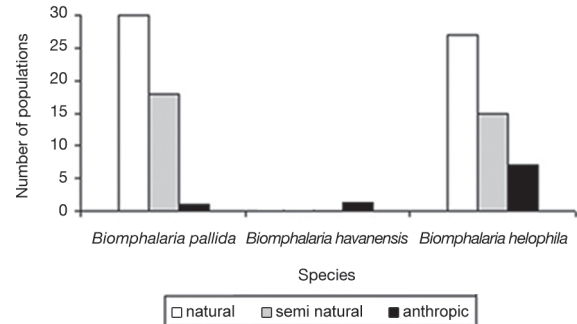 Number of populations
30
25
20
15
10
5
0
Biomphalaria pallida Biomphalaria havanensis Biomphalaria helophila
Species
natural semi natural anthropic